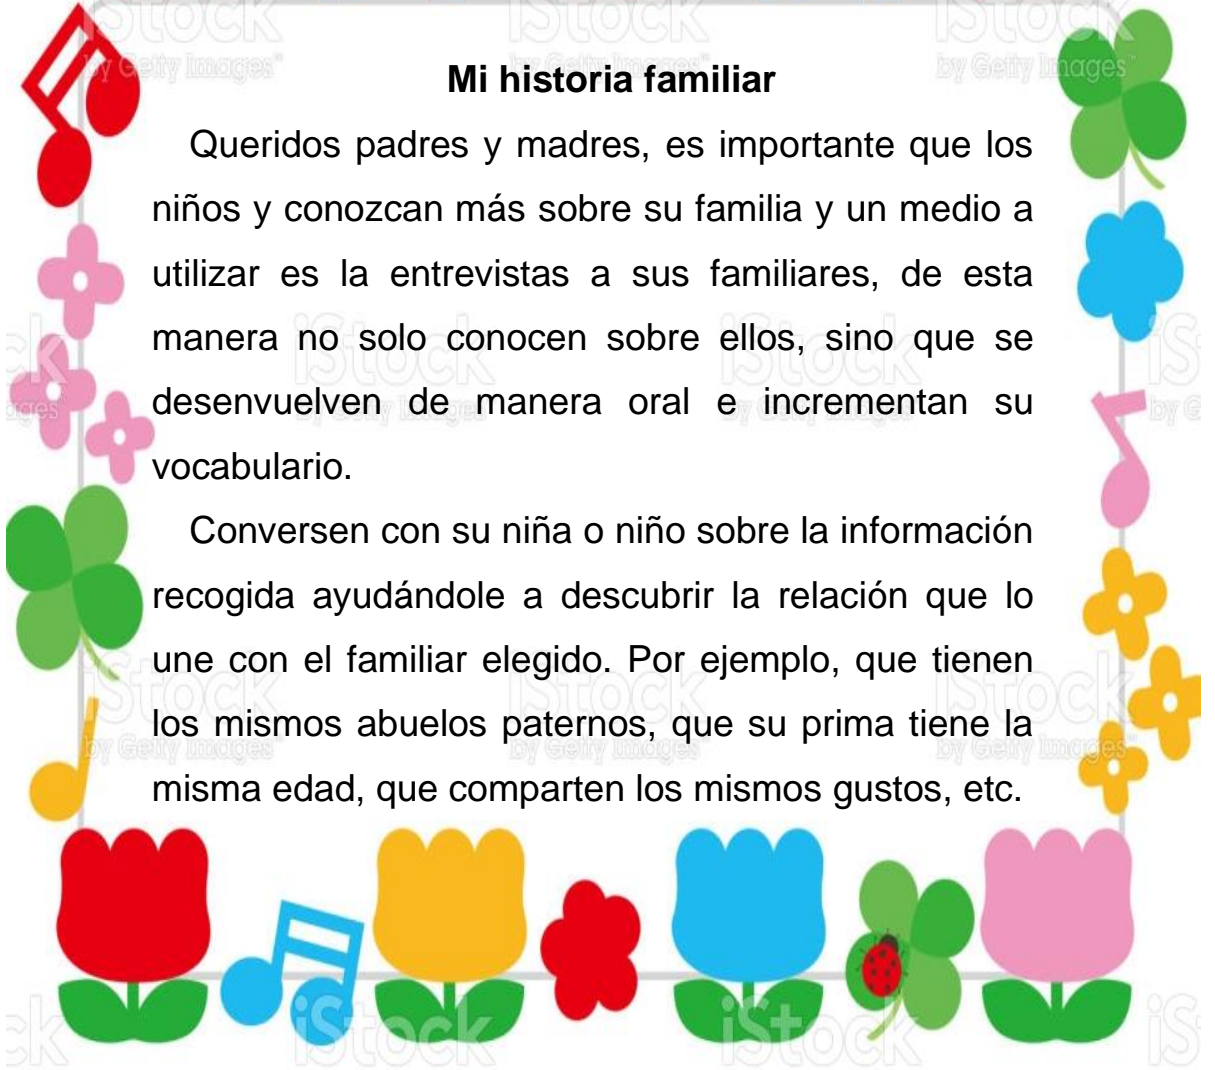 Mi historia familiar
Queridos padres y madres, es importante que los
niños y conozcan más sobre su familia y un medio a
utilizar es la entrevistas a sus familiares, de esta
manera no solo conocen sobre ellos, sino que se
desenvuelven de manera oral e incrementan su
vocabulario.
Conversen con su niña o niño sobre la información
recogida ayudándole a descubrir la relación que lo
une con el familiar elegido. Por ejemplo, que tienen
los mismos abuelos paternos, que su prima tiene la
misma edad, que comparten los mismos gustos, etc.
iStock
by Getty Images™